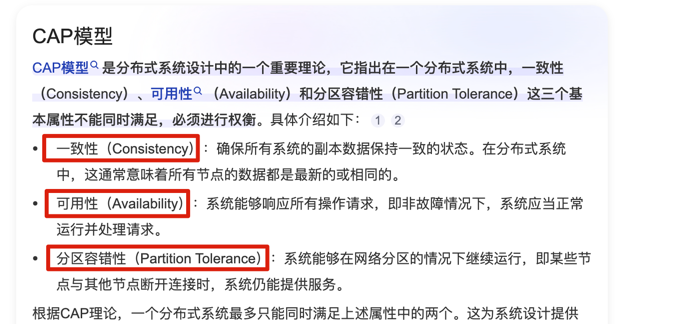 CAP模型
CAP模型是分布式系统设计中的一个重要理论，它指出在一个分布式系统中，一致性
（Consistency）、可用性（Availability）和分区容错性（Partition Tolerance）这三个基
本属性不能同时满足，必须进行权衡。具体介绍如下： 1 2
• 一致性（Consistency）：确保所有系统的副本数据保持一致的状态。在分布式系统
中，这通常意味着所有节点的数据都是最新的或相同的。
• 可用性（Availability）：系统能够响应所有操作请求，即非故障情况下，系统应当正常
运行并处理请求。
• 分区容错性（Partition Tolerance）：系统能够在网络分区的情况下继续运行，即某些节
点与其他节点断开连接时，系统仍能提供服务。
根据CAP理论，一个分布式系统最多只能同时满足上述属性中的两个。这为系统设计提供